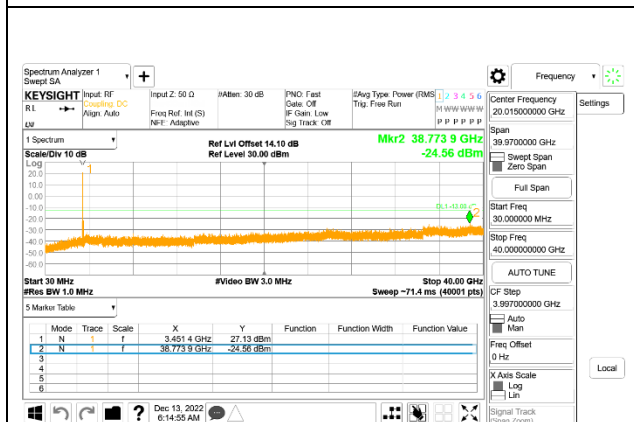 Spectrum Analyzer 1
Swept SA
Frequency
KEYSIGHT
Input: RF
Input Z: 50 Ω
#Atten: 30 dB
PNO: Fast
#Avg Type: Power (RMS
1 2 3 4 5 6
RL
Coupling: DC
Gate: Off
Trig: Free Run
M W W W W W
Align: Auto
Freq Ref: Int (S)
IF Gain: Low
NFE: Adaptive
Sig Track: Off
P P P P P P
Center Frequency
20.015000000 GHz
Settings
1 Spectrum
Ref Lvl Offset 14.10 dB
Mkr2 38.773 9 GHz
Scale/Div 10 dB
Ref Level 30.00 dBm
-24.56 dBm
Log
1
20.0
10.0
0.00
-10.0
2
-20.0
-30.0
-40.0
-50.0
-60.0
Start 30 MHz
#Video BW 3.0 MHz
Stop 40.00 GHz
#Res BW 1.0 MHz
Sweep ~71.4 ms (40001 pts)
Span
39.9700000 GHz
Swept Span
Zero Span
Full Span
Start Freq
30.000000 MHz
Stop Freq
40.000000000 GHz
AUTO TUNE
CF Step
3.997000000 GHz
Auto
Man
Freq Offset
0 Hz
X Axis Scale
Log
Lin
Local
Signal Track
(Span Zoom)
5 Marker Table
Mode Trace Scale X Y Function Function Width Function Value
1 N 1 f 3.451 4 GHz 27.13 dBm
2 N 1 f 38.773 9 GHz -24.56 dBm
3
4
5
6
?
Dec 13, 2022
6:14:55 AM